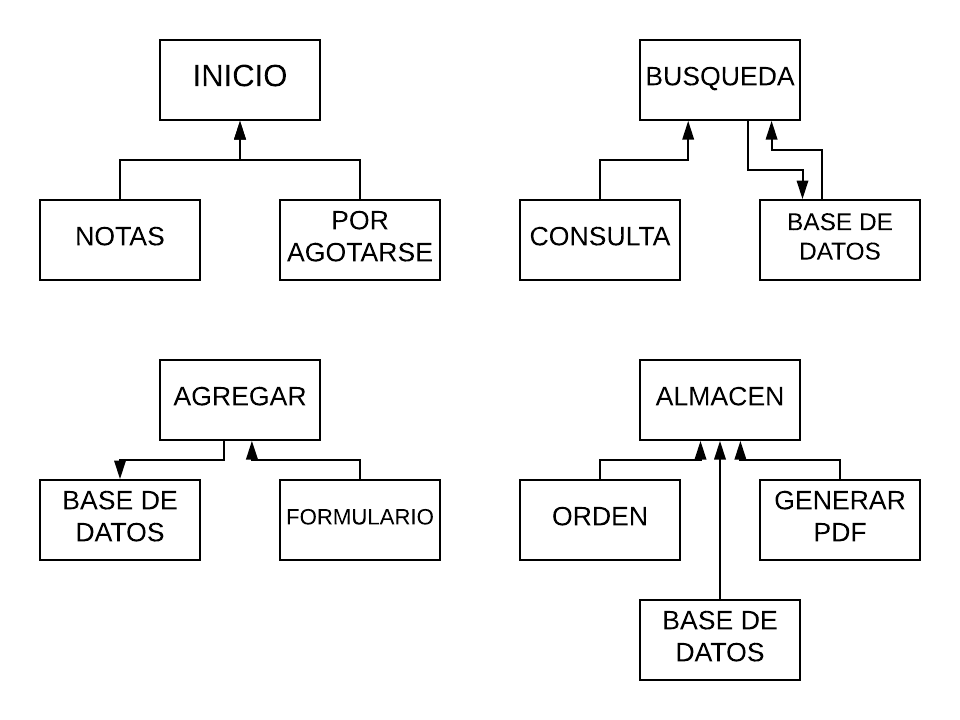 INICIO
BUSQUEDA
NOTAS
POR
AGOTARSE
CONSULTA
BASE DE
DATOS
AGREGAR
ALMACEN
BASE DE
DATOS
FORMULARIO
ORDEN
GENERAR
PDF
BASE DE
DATOS